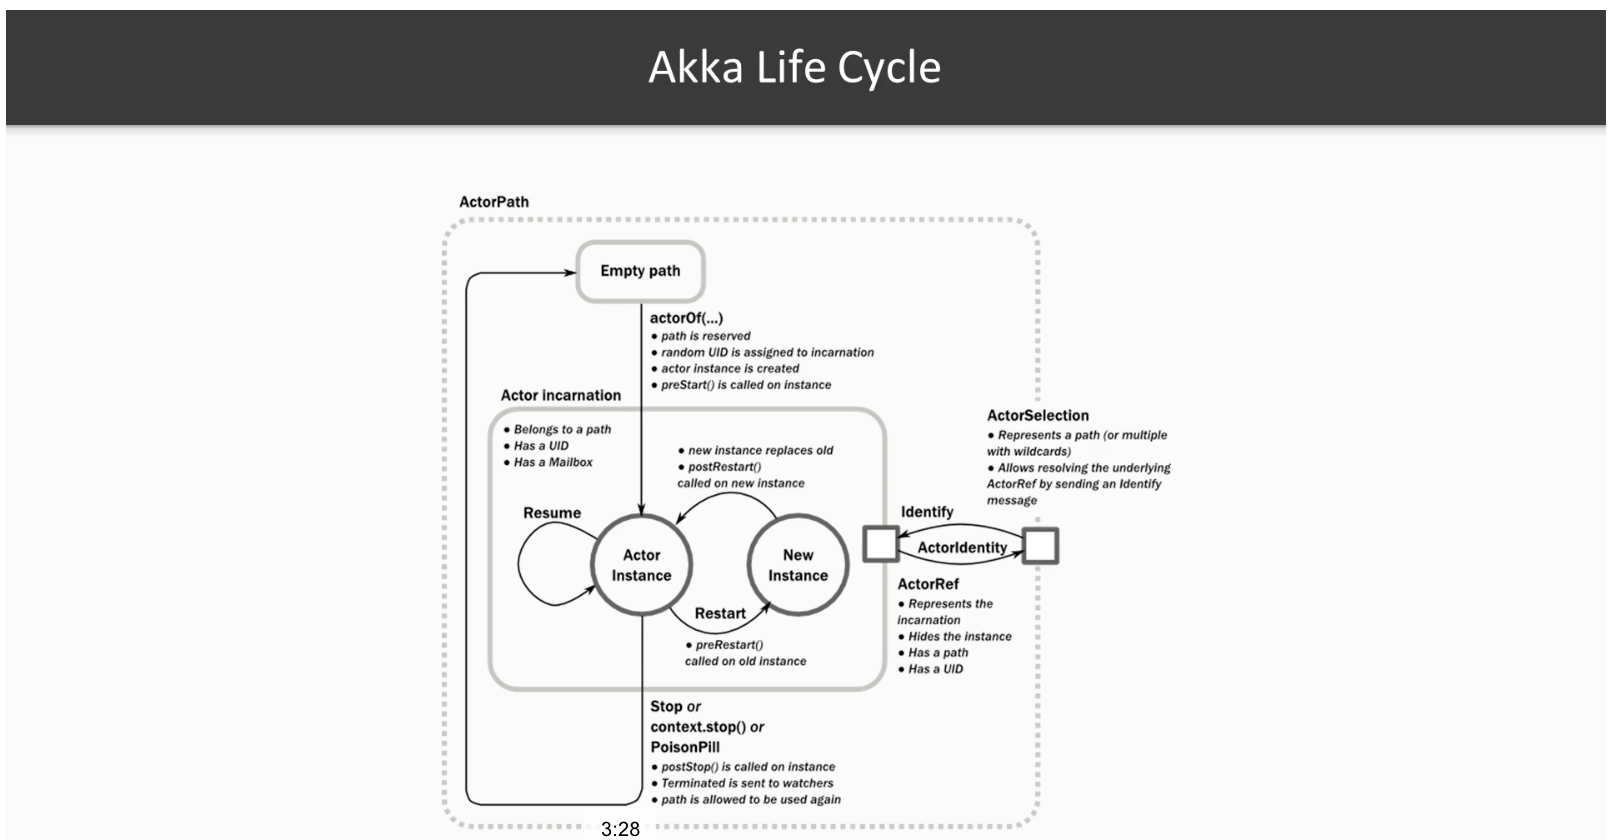 Akka Life Cycle
ActorPath
Empty path
actorOf(...)
• path is reserved
• random UID is assigned to incarnation
• actor instance is created
• preStart() is called on instance
Actor incarnation
• Belongs to a path
• Has a UID
• Has a Mailbox
• new instance replaces old
• postRestart()
called on new instance
Resume
Actor
Instance
New
Instance
Restart
• preRestart()
called on old instance
ActorSelection
• Represents a path (or multiple
with wildcards)
• Allows resolving the underlying
ActorRef by sending an Identify
message
Identify
ActorIdentity
ActorRef
• Represents the
incarnation
• Hides the instance
• Has a path
• Has a UID
Stop or
context.stop() or
PoisonPill
• postStop() is called on instance
• Terminated is sent to watchers
• path is allowed to be used again
3:28